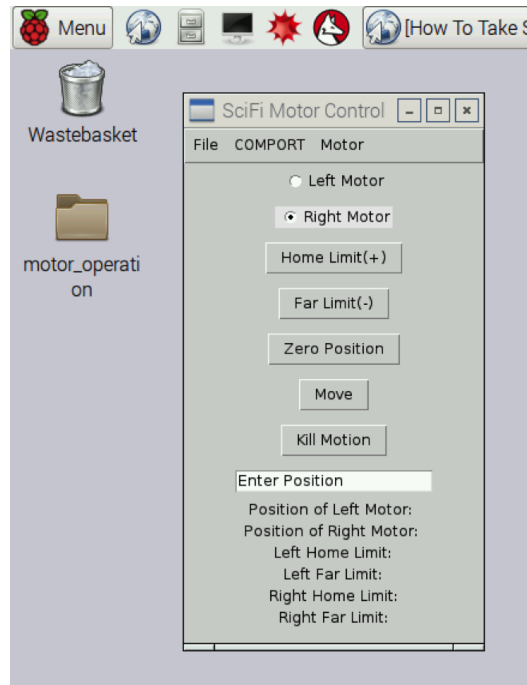 Menu
[How To Take S
Wastebasket
motor_operati
on
SciFi Motor Control
File COMPORT Motor
Left Motor
Right Motor
Home Limit(+)
Far Limit(-)
Zero Position
Move
Kill Motion
Enter Position
Position of Left Motor:
Position of Right Motor:
Left Home Limit:
Left Far Limit:
Right Home Limit:
Right Far Limit: